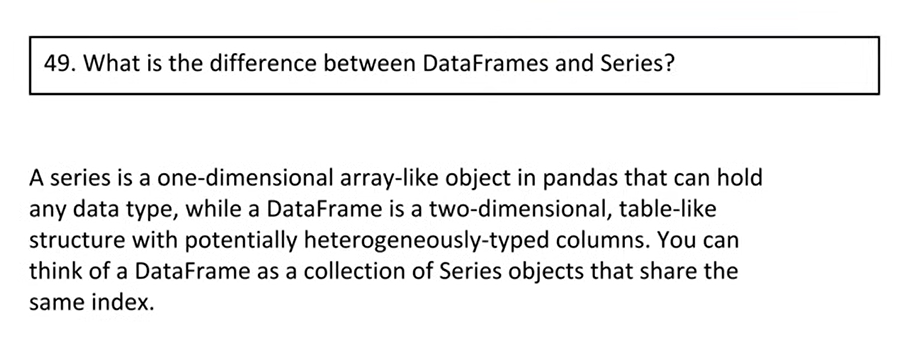 49. What is the difference between DataFrames and Series?
A series is a one-dimensional array-like object in pandas that can hold
any data type, while a DataFrame is a two-dimensional, table-like
structure with potentially heterogeneously-typed columns. You can
think of a DataFrame as a collection of Series objects that share the
same index.